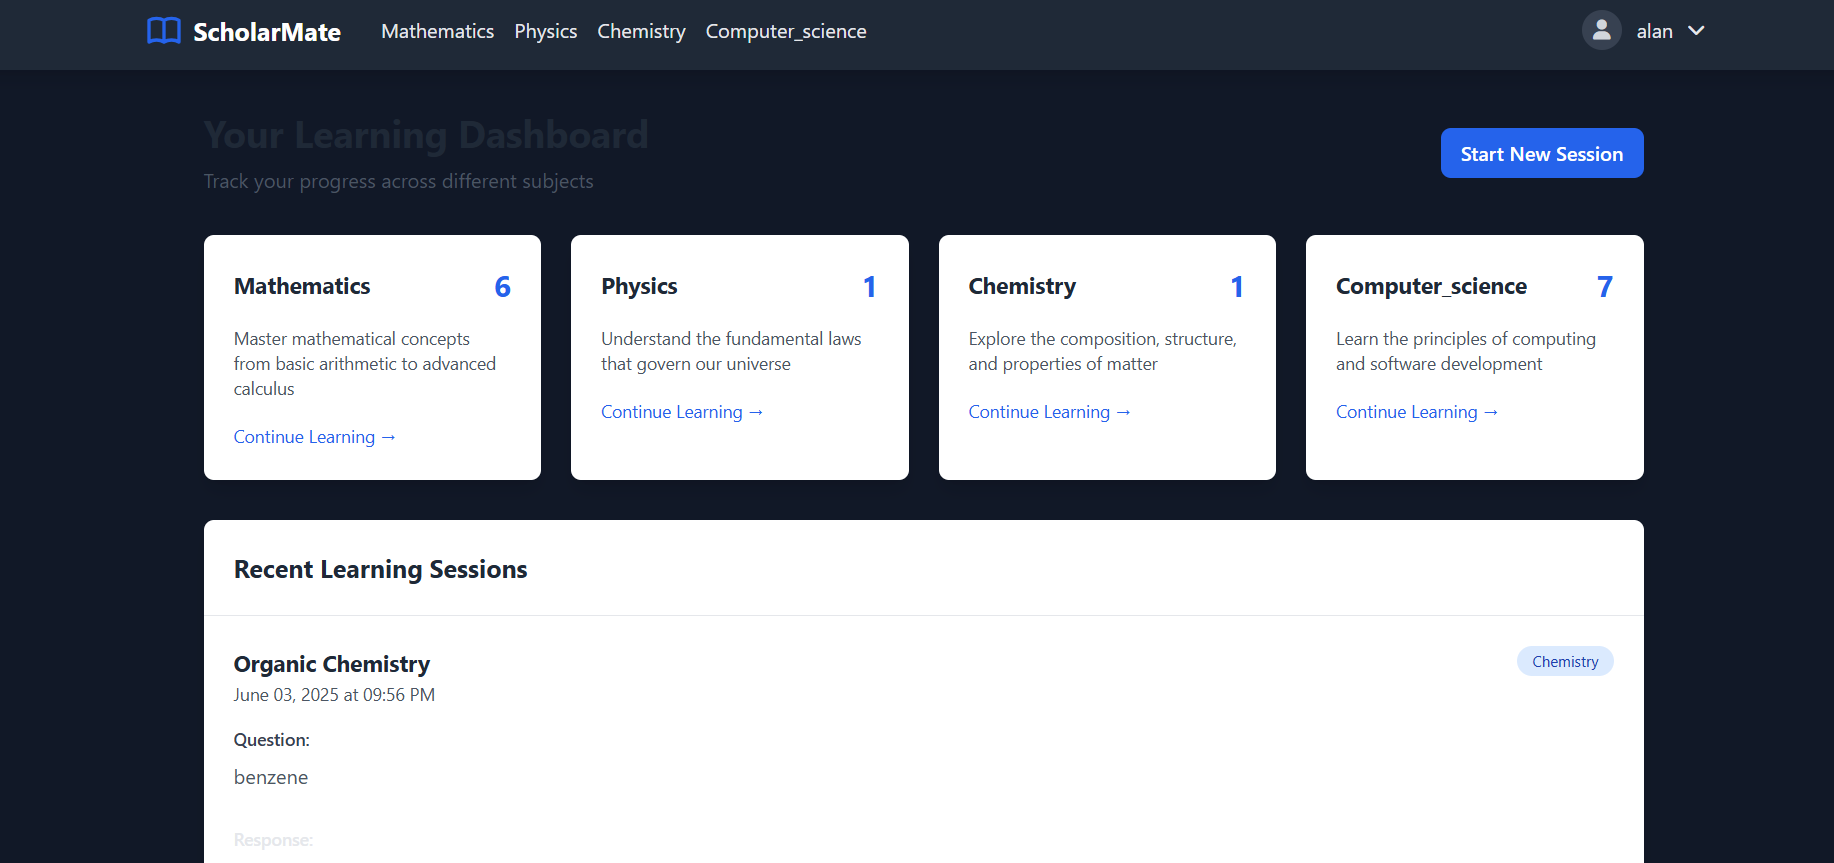 ScholarMate Mathematics Physics Chemistry Computer_science alan
Your Learning Dashboard
Track your progress across different subjects
Start New Session
Mathematics 6
Master mathematical concepts
from basic arithmetic to advanced
calculus
Continue Learning →
Physics 1
Understand the fundamental laws
that govern our universe
Continue Learning →
Chemistry 1
Explore the composition, structure,
and properties of matter
Continue Learning →
Computer_science 7
Learn the principles of computing
and software development
Continue Learning →
Recent Learning Sessions
Organic Chemistry
Chemistry
June 03, 2025 at 09:56 PM
Question:
benzene
Response: